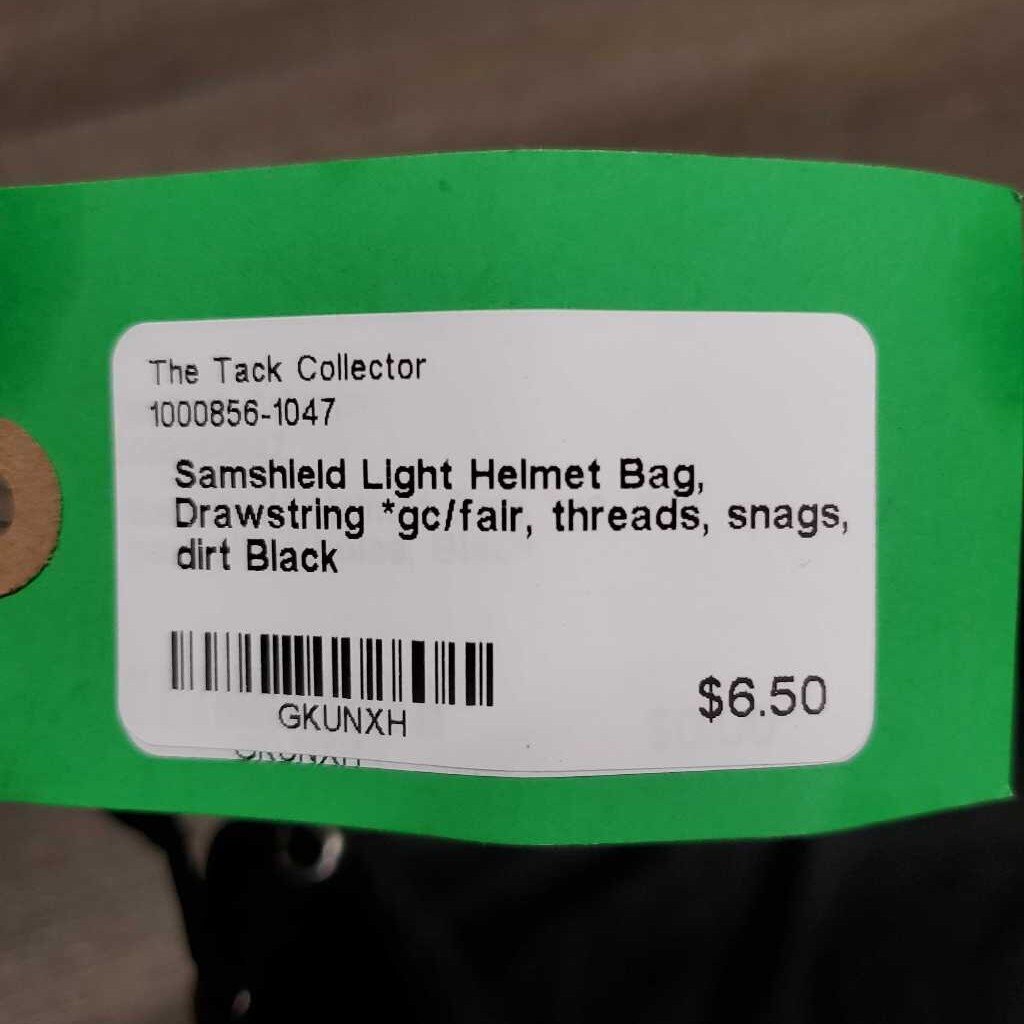 The Tack Collector
1000856-1047
Samshield Light Helmet Bag,
Drawstring *gc/fair, threads, snags,
dirt Black
GKUNXH
$6.50